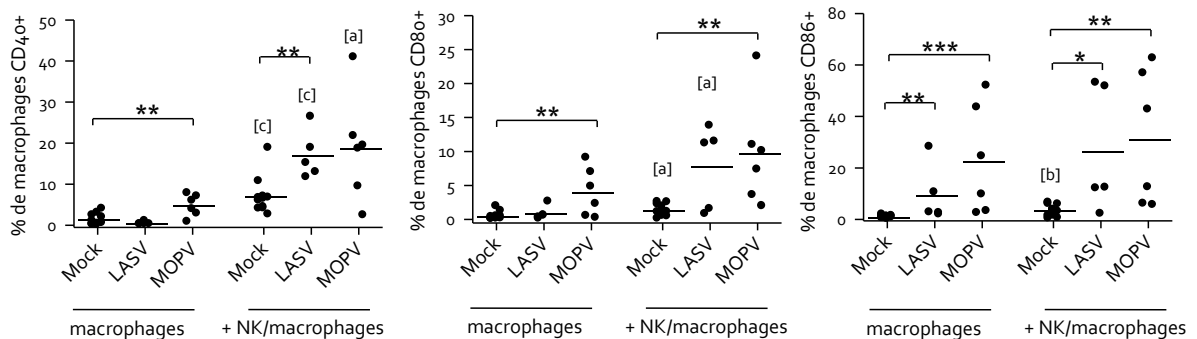 % de macrophages CD40+
50
40
30
20
10
0
**
[c]
**
[c]
[a]
Mock
LASV
MOPV
Mock
LASV
MOPV
macrophages
+ NK/macrophages
% de macrophages CD80+
30
25
20
15
10
5
0
**
[a]
[a]
**
Mock
LASV
MOPV
Mock
LASV
MOPV
macrophages
+ NK/macrophages
% de macrophages CD86+
80
60
40
20
0
**
***
[b]
*
**
Mock
LASV
MOPV
Mock
LASV
MOPV
macrophages
+ NK/macrophages